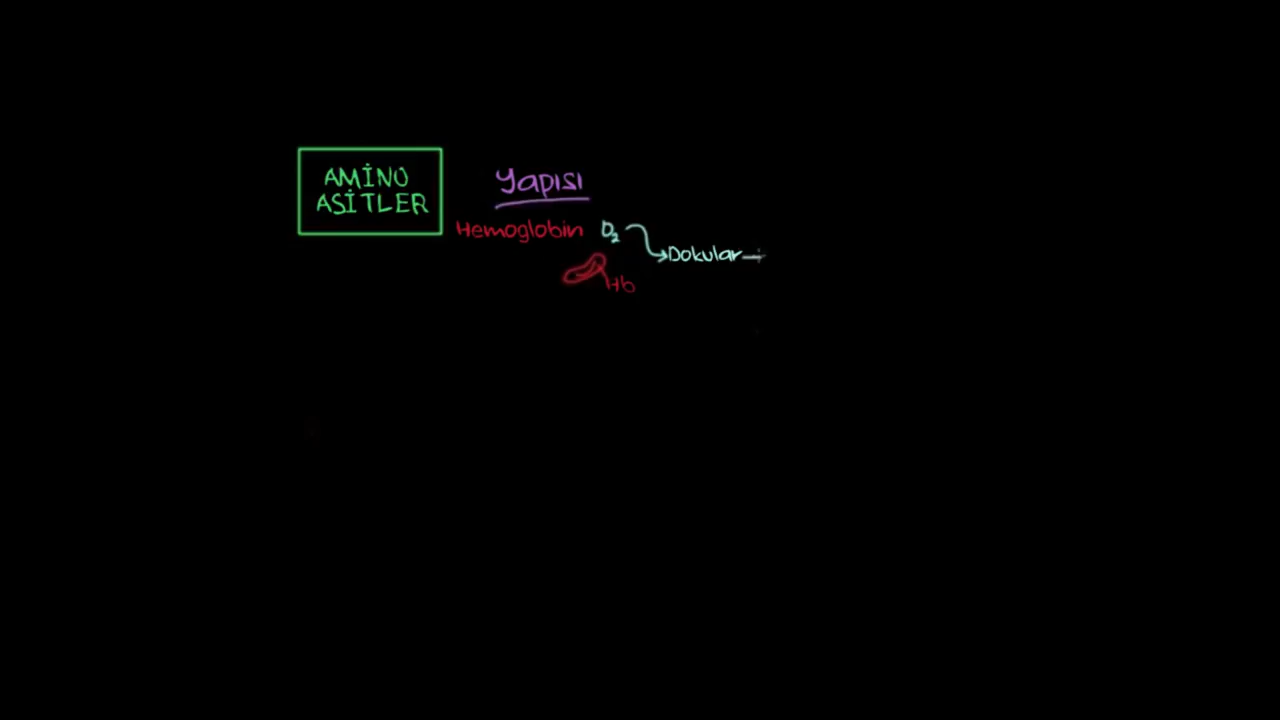 AMİNO
ASİTLER
Yapısı
Hemoglobin O₂
Dokular
Hb